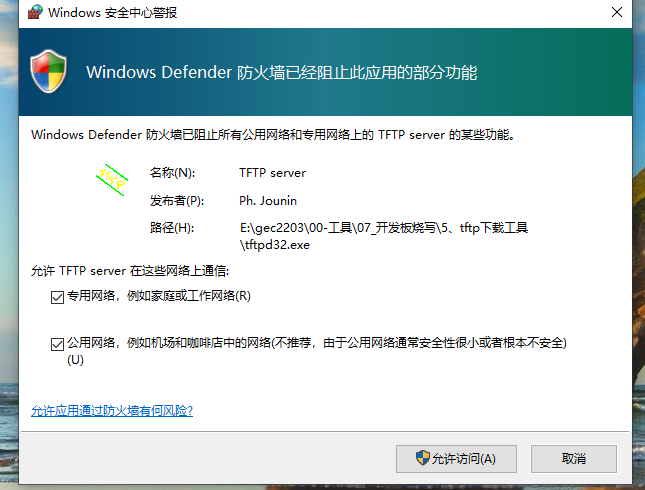 Windows 安全中心警报
Windows Defender 防火墙已经阻止此应用的部分功能
Windows Defender 防火墙已阻止所有公用网络和专用网络上的 TFTP server 的某些功能。
TFTP
名称(N): TFTP server
发布者(P): Ph. Jounin
路径(H): E:\gec2203\00-工具\07_开发板烧写\5、tftp下载工具
\tftpd32.exe
允许 TFTP server 在这些网络上通信:
专用网络，例如家庭或工作网络(R)
公用网络，例如机场和咖啡店中的网络(不推荐，由于公用网络通常安全性很小或者根本不安全)
(U)
允许应用通过防火墙有何风险?
允许访问(A)
取消